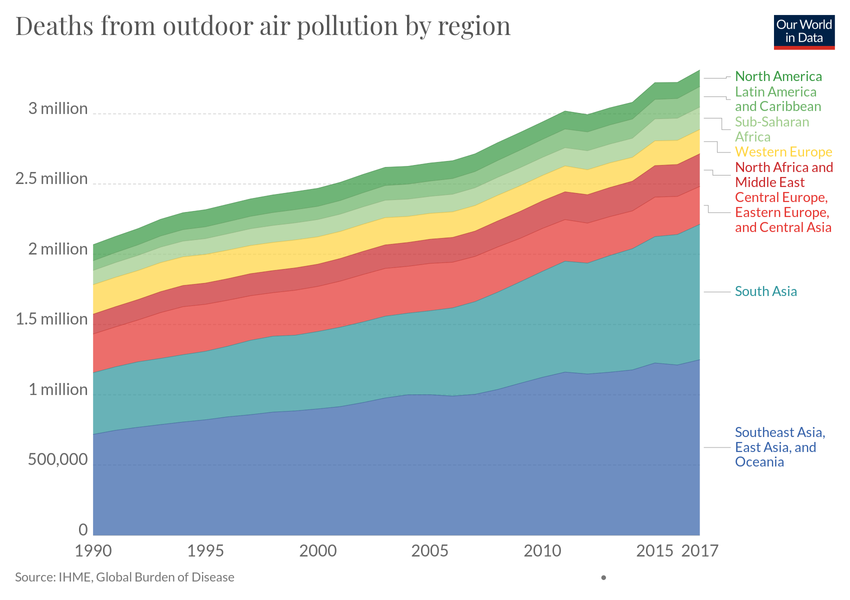 Deaths from outdoor air pollution by region
Our World
in Data
3 million
2.5 million
2 million
1.5 million
1 million
500,000
0
1990
1995
2000
2005
2010
2015
2017
North America
Latin America
and Caribbean
Sub-Saharan
Africa
Western Europe
North Africa and
Middle East
Central Europe,
Eastern Europe,
and Central Asia
South Asia
Southeast Asia,
East Asia, and
Oceania
Source: IHME, Global Burden of Disease